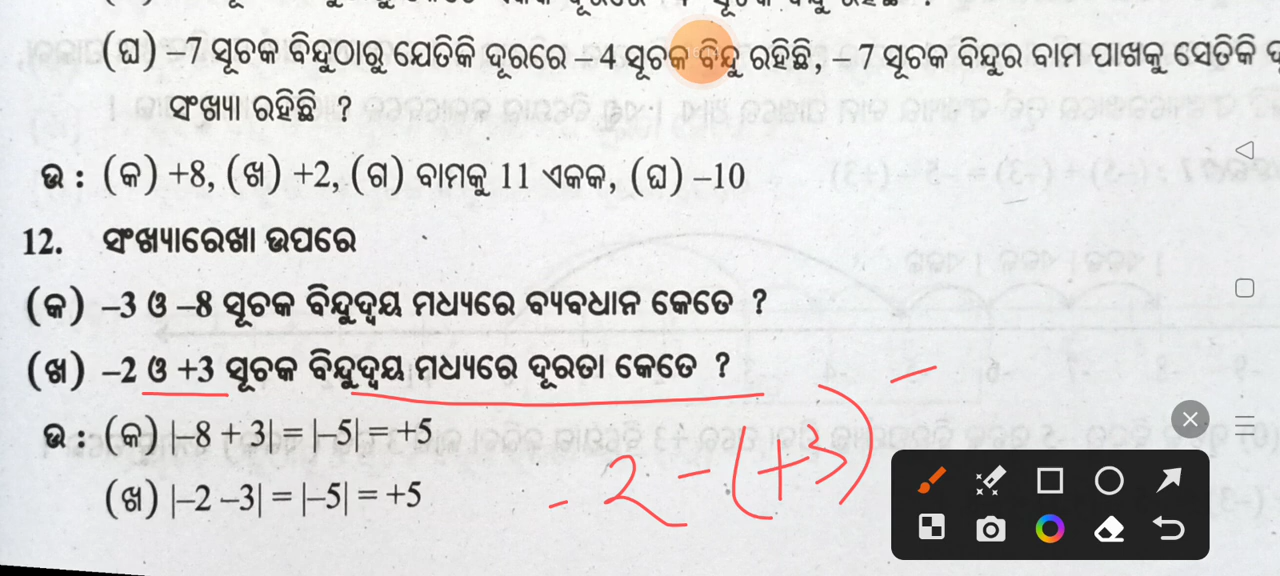 (ଘ) –7 ସୂଚକ ବିନ୍ଦୁଠାରୁ ଯେତିକି ଦୂରରେ –4 ସୂଚକ ବିନ୍ଦୁ ରହିଛି, –7 ସୂଚକ ବିନ୍ଦୁର ବାମ ପାଖକୁ ସେତିକି
ସଂଖ୍ୟା ରହିଛି ?
ଉ : (କ) +8, (ଖ) +2, (ଗ) ବାମକୁ 11 ଏକକ, (ଘ) –10
12. ସଂଖ୍ୟାରେଖା ଉପରେ
(କ) –3 ଓ –8 ସୂଚକ ବିନ୍ଦୁଦ୍ୱୟ ମଧ୍ୟରେ ବ୍ୟବଧାନ କେତେ ?
(ଖ) –2 ଓ +3 ସୂଚକ ବିନ୍ଦୁଦ୍ୱୟ ମଧ୍ୟରେ ଦୂରତା କେତେ ?
ଉ : (କ) |–8 + 3| = |–5| = +5
(ଖ) |–2 –3| = |–5| = +5
- 2 - (+3)